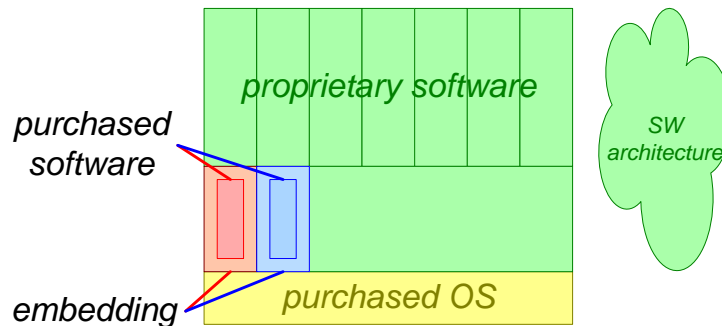 proprietary software
purchased
software
SW
architecture
embedding
purchased OS